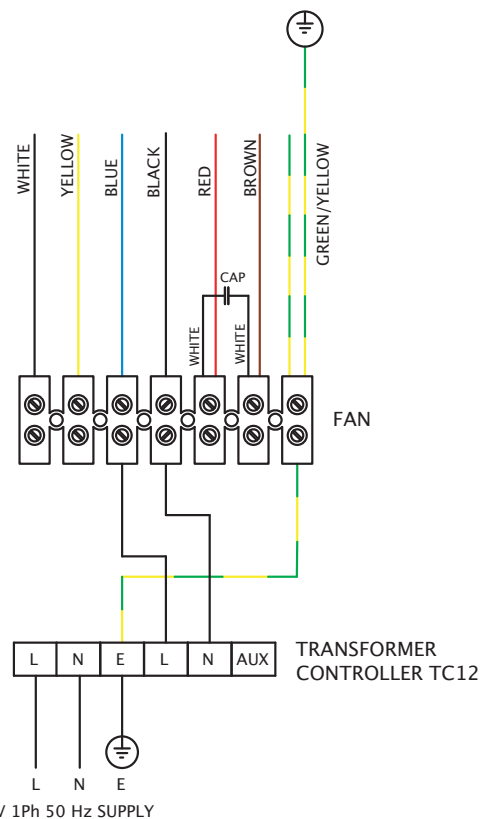 WHITE
YELLOW
BLUE
BLACK
RED
BROWN
GREEN/YELLOW
CAP
WHITE
WHITE
FAN
L N E L N AUX
TRANSFORMER
CONTROLLER TC12
L N E
/ 1Ph 50 Hz SUPPLY